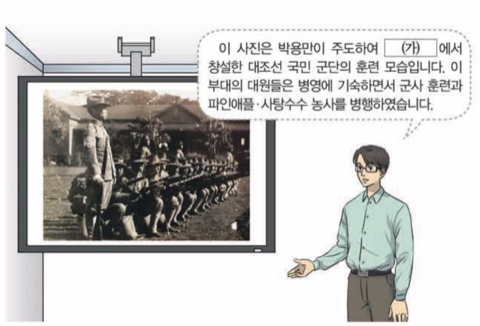 이 사진은 박용만이 주도하여 (가) 에서
창설한 대조선 국민 군단의 훈련 모습입니다. 이
부대의 대원들은 병영에 기숙하면서 군사 훈련과
파인애플·사탕수수 농사를 병행하였습니다.